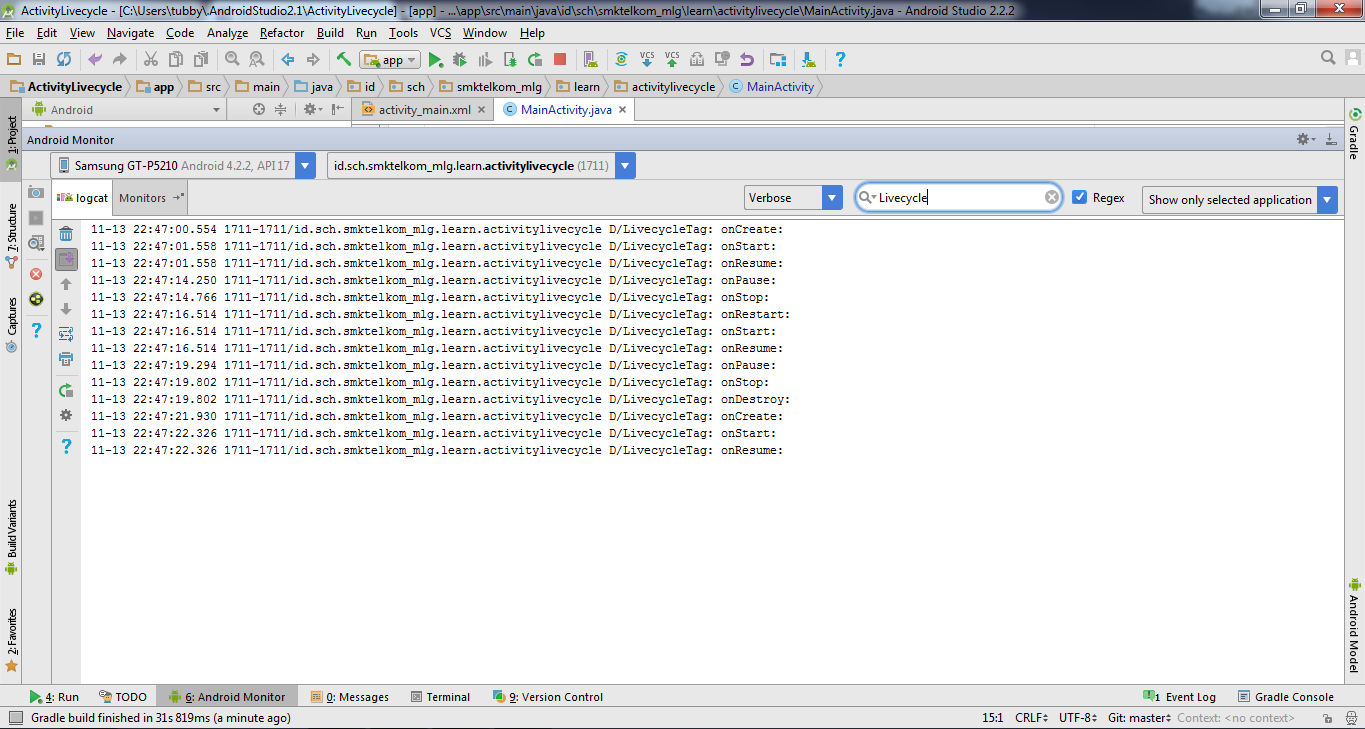 ActivityLivecycle - [C:\Users\tubby\.AndroidStudio2.1\ActivityLivecycle] - [app] - ...\app\src\main\java\id\sch\smktelkom_mlg\learn\activitylivecycle\MainActivity.java - Android Studio 2.2.2
File Edit View Navigate Code Analyze Refactor Build Run Tools VCS Window Help
app VCS VCS ?
ActivityLivecycle app src main java id sch smktelkom_mlg learn activitylivecycle MainActivity
Android activity_main.xml MainActivity.java
1: Project
7: Structure
Captures
Build Variants
2: Favorites
Android Monitor
Samsung GT-P5210 Android 4.2.2, API 17 id.sch.smktelkom_mlg.learn.activitylivecycle (1711)
logcat Monitors Verbose Livecycle Regex Show only selected application
11-13 22:47:00.554 1711-1711/id.sch.smktelkom_mlg.learn.activitylivecycle D/LivecycleTag: onCreate:
11-13 22:47:01.558 1711-1711/id.sch.smktelkom_mlg.learn.activitylivecycle D/LivecycleTag: onStart:
11-13 22:47:01.558 1711-1711/id.sch.smktelkom_mlg.learn.activitylivecycle D/LivecycleTag: onResume:
11-13 22:47:14.250 1711-1711/id.sch.smktelkom_mlg.learn.activitylivecycle D/LivecycleTag: onPause:
11-13 22:47:14.766 1711-1711/id.sch.smktelkom_mlg.learn.activitylivecycle D/LivecycleTag: onStop:
11-13 22:47:16.514 1711-1711/id.sch.smktelkom_mlg.learn.activitylivecycle D/LivecycleTag: onRestart:
11-13 22:47:16.514 1711-1711/id.sch.smktelkom_mlg.learn.activitylivecycle D/LivecycleTag: onStart:
11-13 22:47:16.514 1711-1711/id.sch.smktelkom_mlg.learn.activitylivecycle D/LivecycleTag: onResume:
11-13 22:47:19.294 1711-1711/id.sch.smktelkom_mlg.learn.activitylivecycle D/LivecycleTag: onPause:
11-13 22:47:19.802 1711-1711/id.sch.smktelkom_mlg.learn.activitylivecycle D/LivecycleTag: onStop:
11-13 22:47:19.802 1711-1711/id.sch.smktelkom_mlg.learn.activitylivecycle D/LivecycleTag: onDestroy:
11-13 22:47:21.930 1711-1711/id.sch.smktelkom_mlg.learn.activitylivecycle D/LivecycleTag: onCreate:
11-13 22:47:22.326 1711-1711/id.sch.smktelkom_mlg.learn.activitylivecycle D/LivecycleTag: onStart:
11-13 22:47:22.326 1711-1711/id.sch.smktelkom_mlg.learn.activitylivecycle D/LivecycleTag: onResume:
Gradle
Android Model
4: Run TODO 6: Android Monitor 0: Messages Terminal 9: Version Control 1 Event Log Gradle Console
Gradle build finished in 31s 819ms (a minute ago) 15:1 CRLF UTF-8 Git: master Context: <no context>